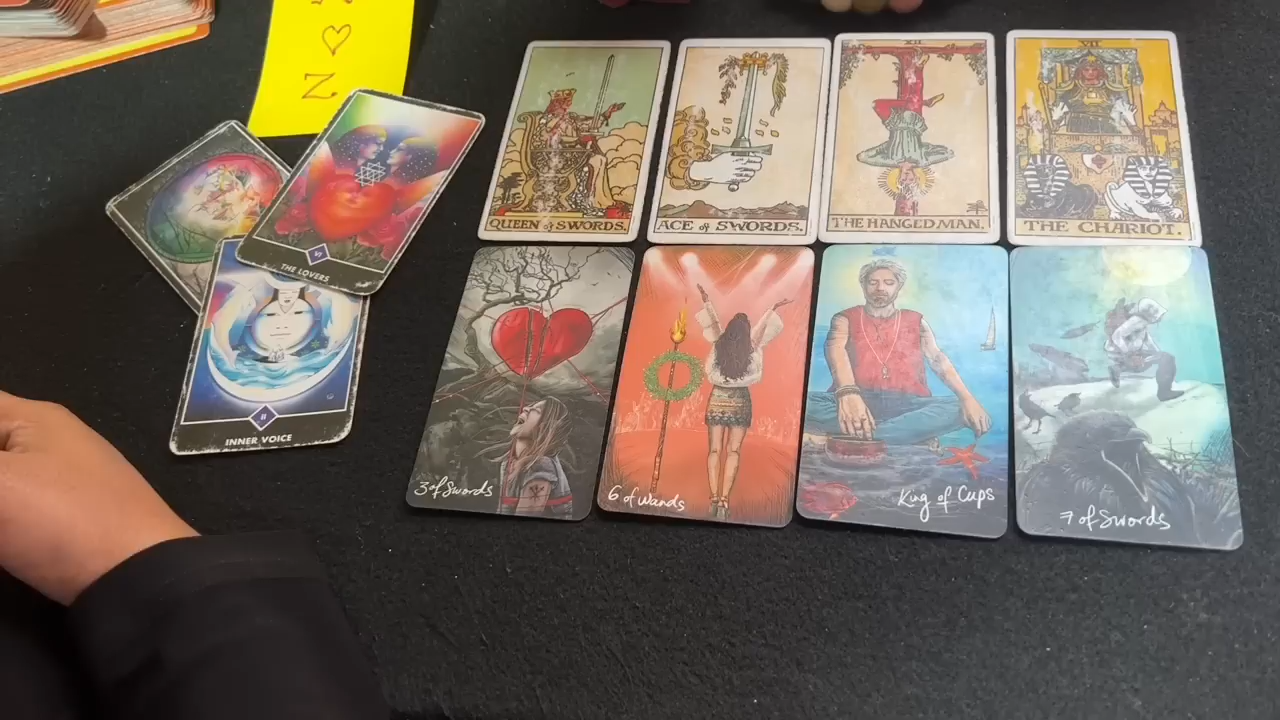 N
VI
THE LOVERS
II
INNER VOICE
QUEEN of SWORDS.
ACE of SWORDS.
XII
THE HANGED MAN.
VII
THE CHARIOT.
3 of Swords
6 of Wands
King of Cups
7 of Swords